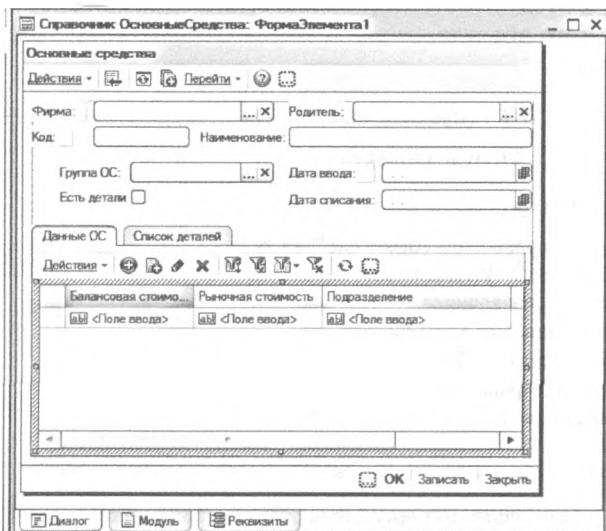 Справочник ОсновныеСредства: ФормаЭлемента1
Основные средства
Действия Перейти
Фирма: ... Родитель: ...
Код: Наименование:
Группа ОС: ... Дата ввода: . .
Есть детали Дата списания: . .
Данные ОС Список деталей
Действия
Балансовая стоимо... Рыночная стоимость Подразделение
<Поле ввода> <Поле ввода> <Поле ввода>
... OK Записать Закрыть
Диалог Модуль Реквизиты